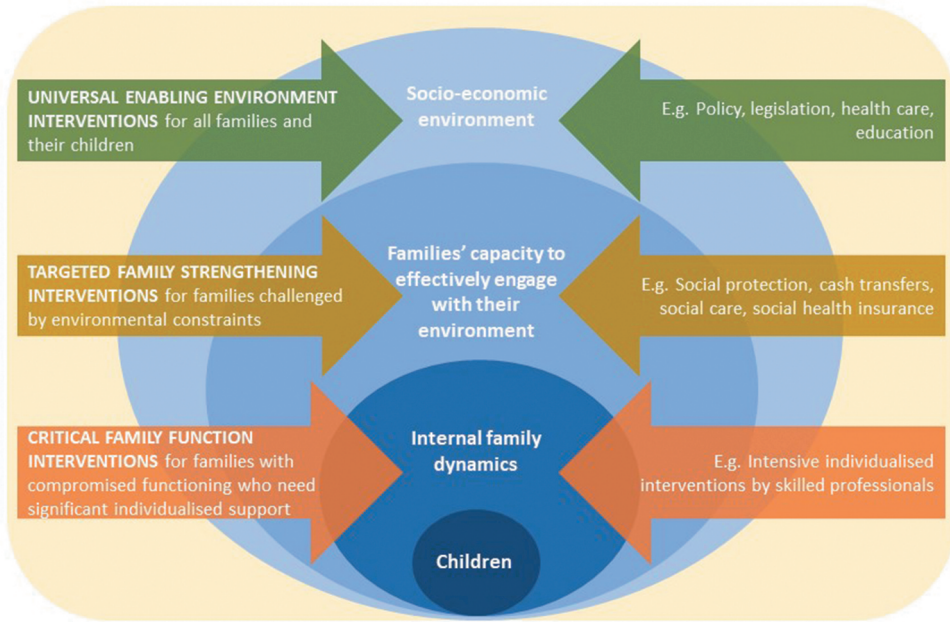 UNIVERSAL ENABLING ENVIRONMENT
INTERVENTIONS for all families and
their children
Socio-economic
environment
E.g. Policy, legislation, health care,
education
TARGETED FAMILY STRENGTHENING
INTERVENTIONS for families challenged
by environmental constraints
Families' capacity to
effectively engage
with their
environment
E.g. Social protection, cash transfers,
social care, social health insurance
CRITICAL FAMILY FUNCTION
INTERVENTIONS for families with
compromised functioning who need
significant individualised support
Internal family
dynamics
E.g. Intensive individualised
interventions by skilled professionals
Children